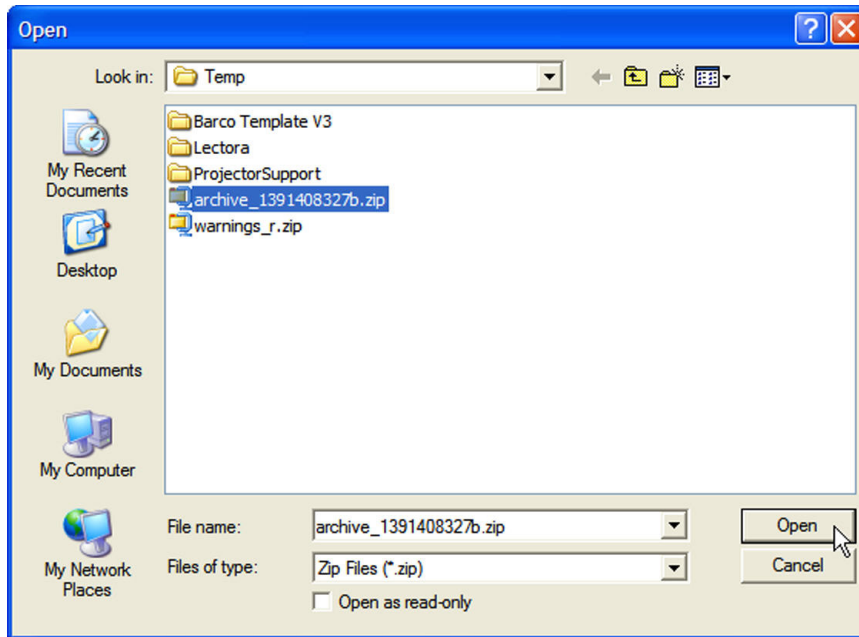 Open
Look in:
Temp
My Recent
Documents
Desktop
My Documents
My Computer
My Network
Places
Barco Template V3
Lectora
ProjectorSupport
archive_1391408327b.zip
warnings_r.zip
File name:
archive_1391408327b.zip
Open
Files of type:
Zip Files (*.zip)
Cancel
Open as read-only